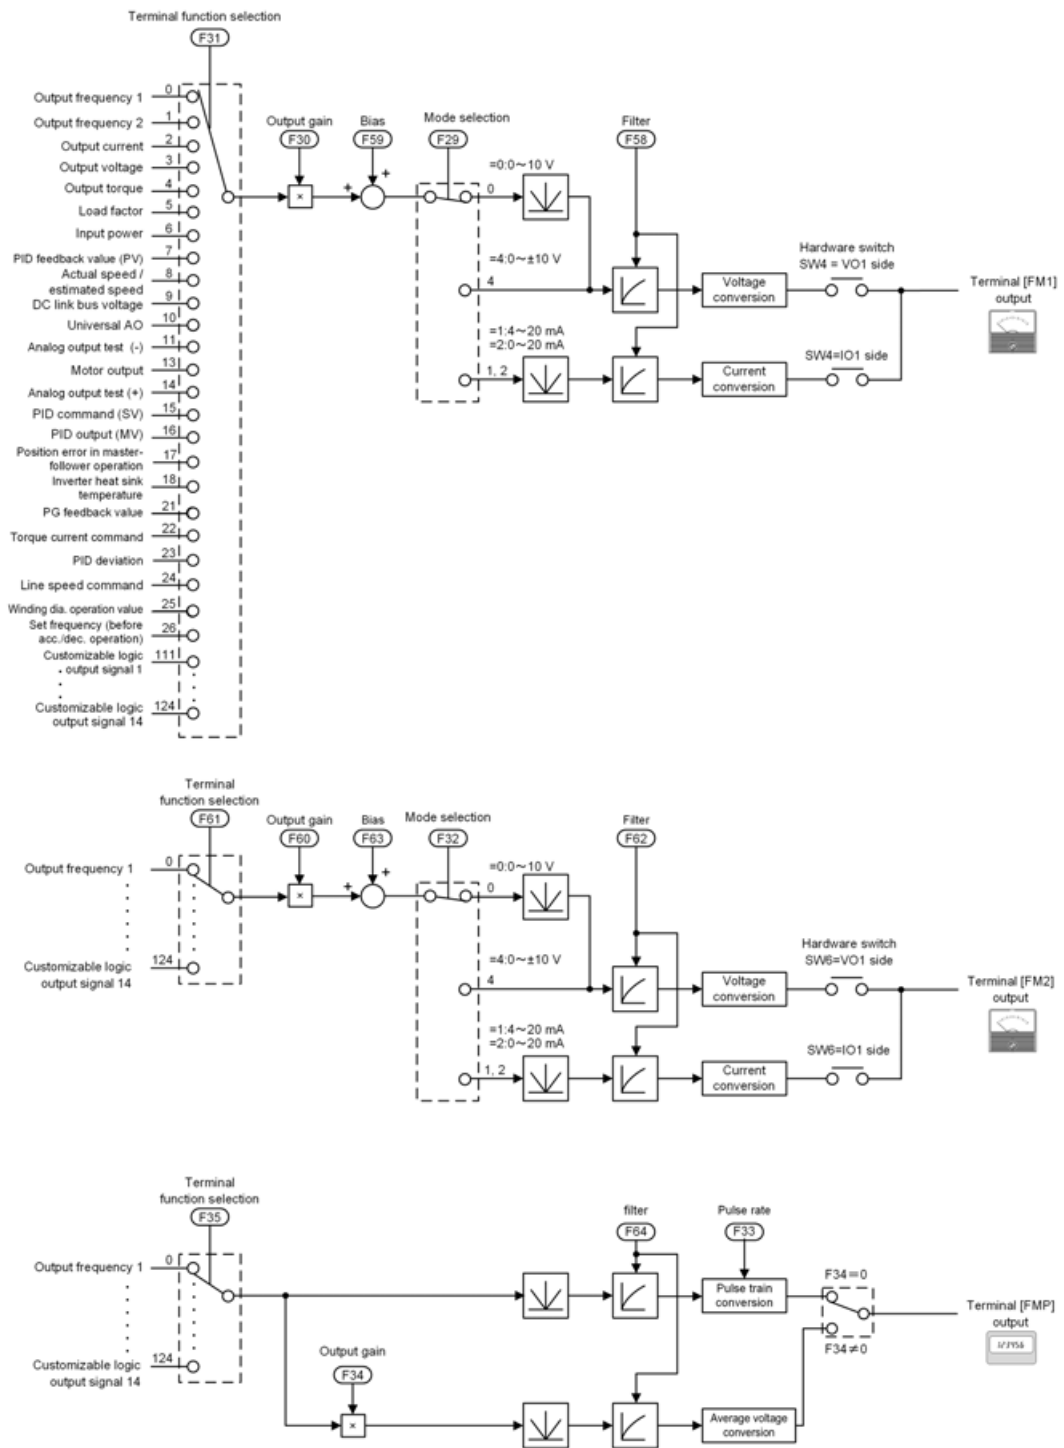 Terminal function selection
F31
Output frequency 1 0
Output frequency 2 1
Output current 2
Output voltage 3
Output torque 4
Load factor 5
Input power 6
PID feedback value (PV) 7
Actual speed / 8
estimated speed
DC link bus voltage 9
Universal AO 10
Analog output test (-) 11
Motor output 13
Analog output test (+) 14
PID command (SV) 15
PID output (MV) 16
Position error in master-
follower operation 17
Inverter heat sink 18
temperature
PG feedback value 21
Torque current command 22
PID deviation 23
Line speed command 24
Winding dia. operation value 25
Set frequency (before 26
acc./dec. operation)
Customizable logic 111
output signal 1
Customizable logic 124
output signal 14
Output gain
F30
×
Bias
F59
+ +
Mode selection
F29
=0:0~10 V
0
=4:0~±10 V
4
=1:4~20 mA
=2:0~20 mA
1, 2
Filter
F58
Voltage
conversion
Current
conversion
Hardware switch
SW4 = VO1 side
SW4=IO1 side
Terminal [FM1]
output
Terminal
function selection
F61
Output frequency 1 0
Customizable logic 124
output signal 14
Output gain
F60
×
Bias
F63
+ +
Mode selection
F32
=0:0~10 V
0
=4:0~±10 V
4
=1:4~20 mA
=2:0~20 mA
1, 2
Filter
F62
Voltage
conversion
Current
conversion
Hardware switch
SW6=VO1 side
SW6=IO1 side
Terminal [FM2]
output
Terminal
function selection
F35
Output frequency 1 0
Customizable logic 124
output signal 14
Output gain
F34
×
filter
F64
Pulse rate
F33
Pulse train
conversion
Average voltage
conversion
F34=0
F34≠0
Terminal [FMP]
output
123456